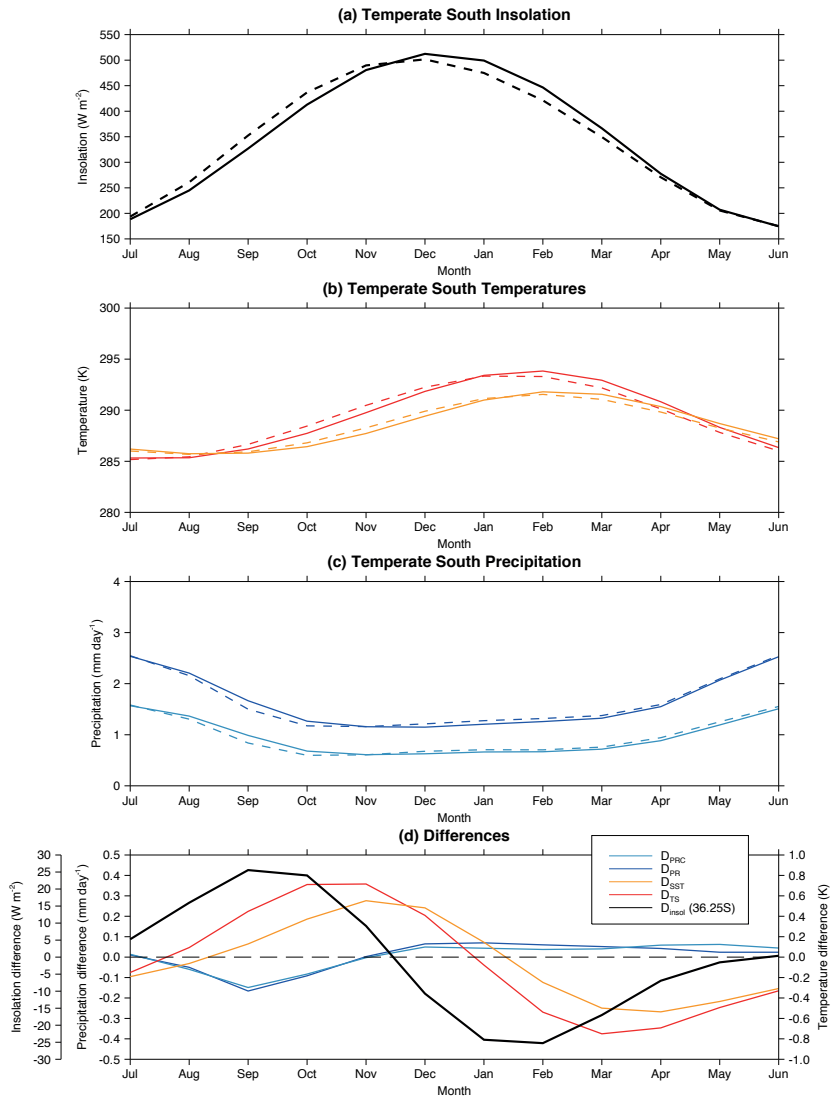 (a) Temperate South Insolation
550
500
450
400
350
300
250
200
150
Insolation (W m⁻²)
Jul Aug Sep Oct Nov Dec Jan Feb Mar Apr May Jun
Month
(b) Temperate South Temperatures
300
295
290
285
280
Temperature (K)
Jul Aug Sep Oct Nov Dec Jan Feb Mar Apr May Jun
Month
(c) Temperate South Precipitation
4
3
2
1
0
Precipitation (mm day⁻¹)
Jul Aug Sep Oct Nov Dec Jan Feb Mar Apr May Jun
Month
(d) Differences
30
25
20
15
10
5
0
-5
-10
-15
-20
-25
-30
Insolation difference (W m⁻²)
0.5
0.4
0.3
0.2
0.1
0.0
-0.1
-0.2
-0.3
-0.4
-0.5
Precipitation difference (mm day⁻¹)
D_PRC
D_PR
D_SST
D_TS
D_insol (36.25S)
1.0
0.8
0.6
0.4
0.2
0.0
-0.2
-0.4
-0.6
-0.8
-1.0
Temperature difference (K)
Jul Aug Sep Oct Nov Dec Jan Feb Mar Apr May Jun
Month